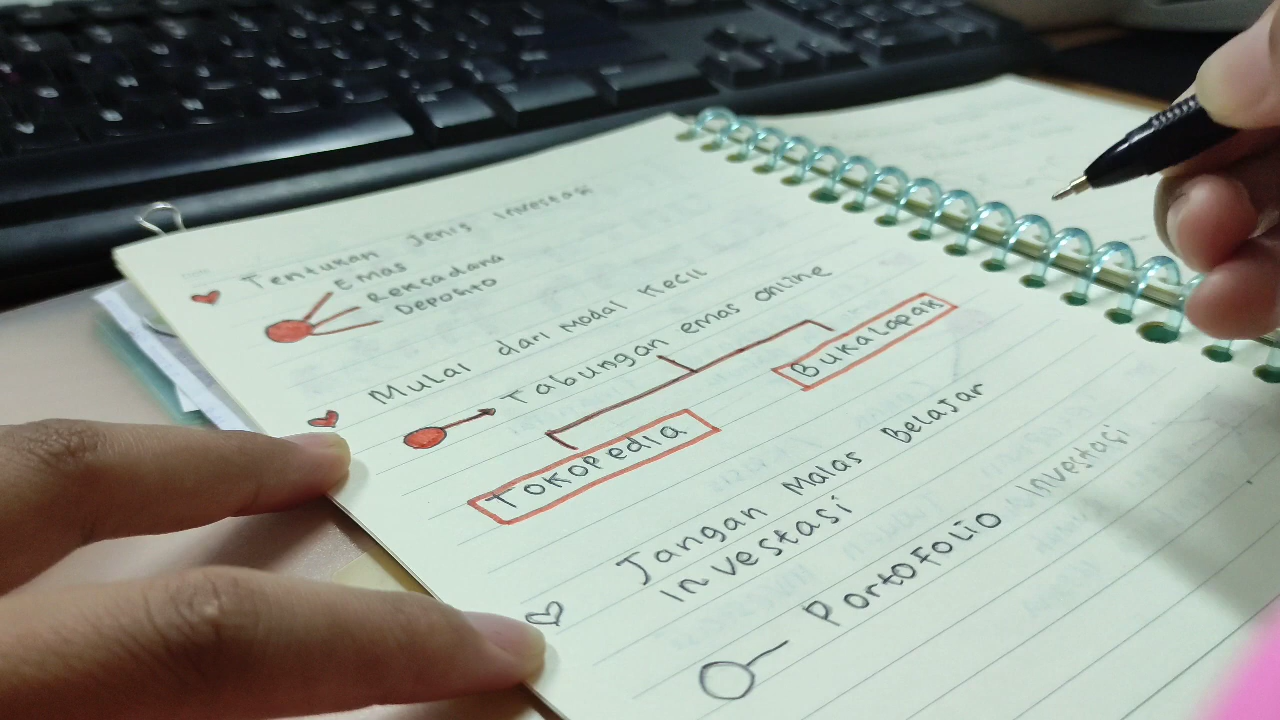 Tentukan Jenis Investasi
Emas
Reksadana
Deposito
Mulai dari Modal Kecil
Tabungan emas online
Tokopedia
Bukalapak
Jangan Malas Belajar
Investasi
Portofolio Investasi